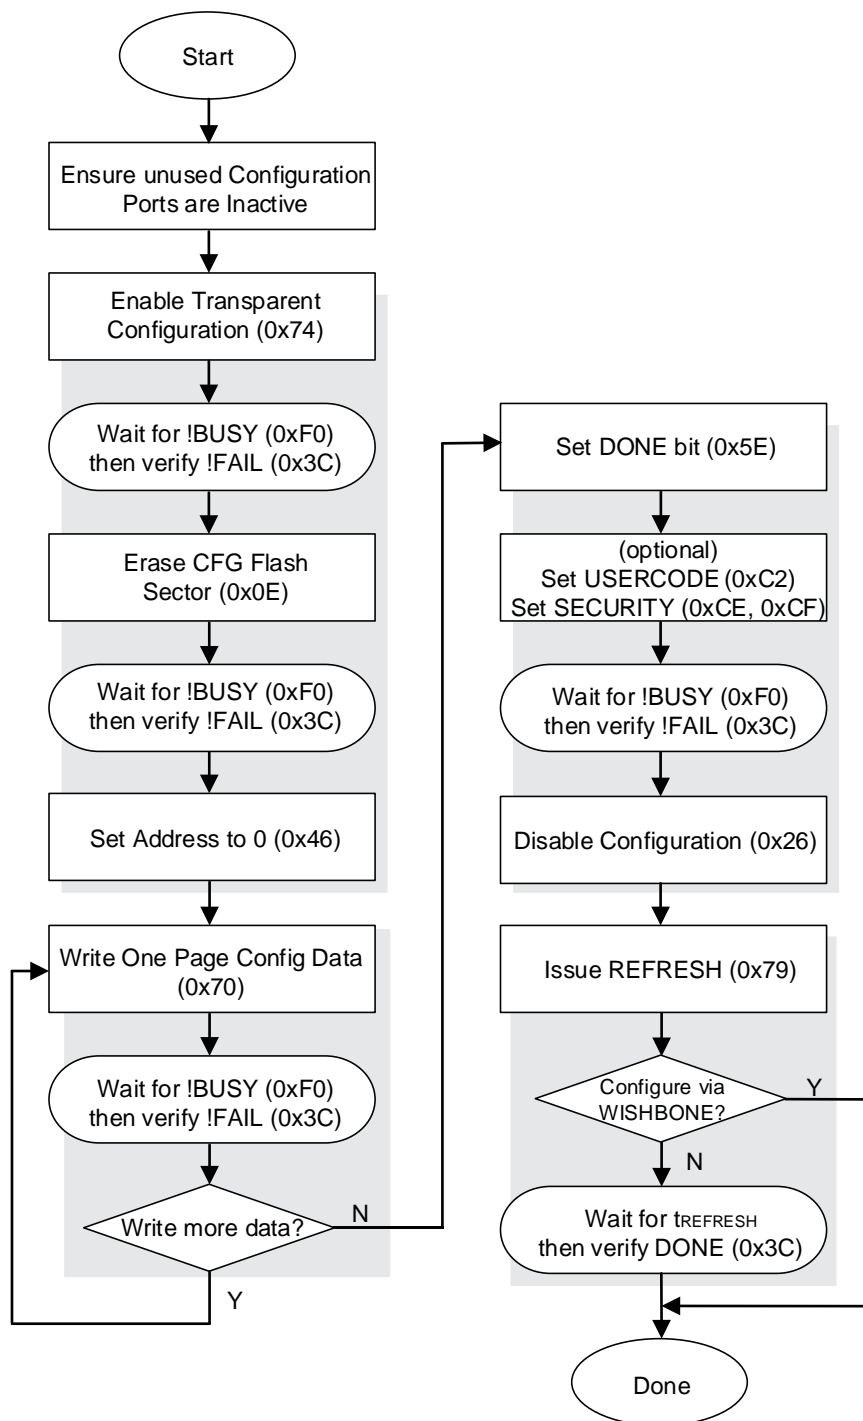 Start
Ensure unused Configuration
Ports are Inactive
Enable Transparent
Configuration (0x74)
Wait for !BUSY (0xF0)
then verify !FAIL (0x3C)
Erase CFG Flash
Sector (0x0E)
Wait for !BUSY (0xF0)
then verify !FAIL (0x3C)
Set Address to 0 (0x46)
Write One Page Config Data
(0x70)
Wait for !BUSY (0xF0)
then verify !FAIL (0x3C)
Write more data?
N
Y
Set DONE bit (0x5E)
(optional)
Set USERCODE (0xC2)
Set SECURITY (0xCE, 0xCF)
Wait for !BUSY (0xF0)
then verify !FAIL (0x3C)
Disable Configuration (0x26)
Issue REFRESH (0x79)
Configure via
WISHBONE?
Y
N
Wait for tREFRESH
then verify DONE (0x3C)
Done